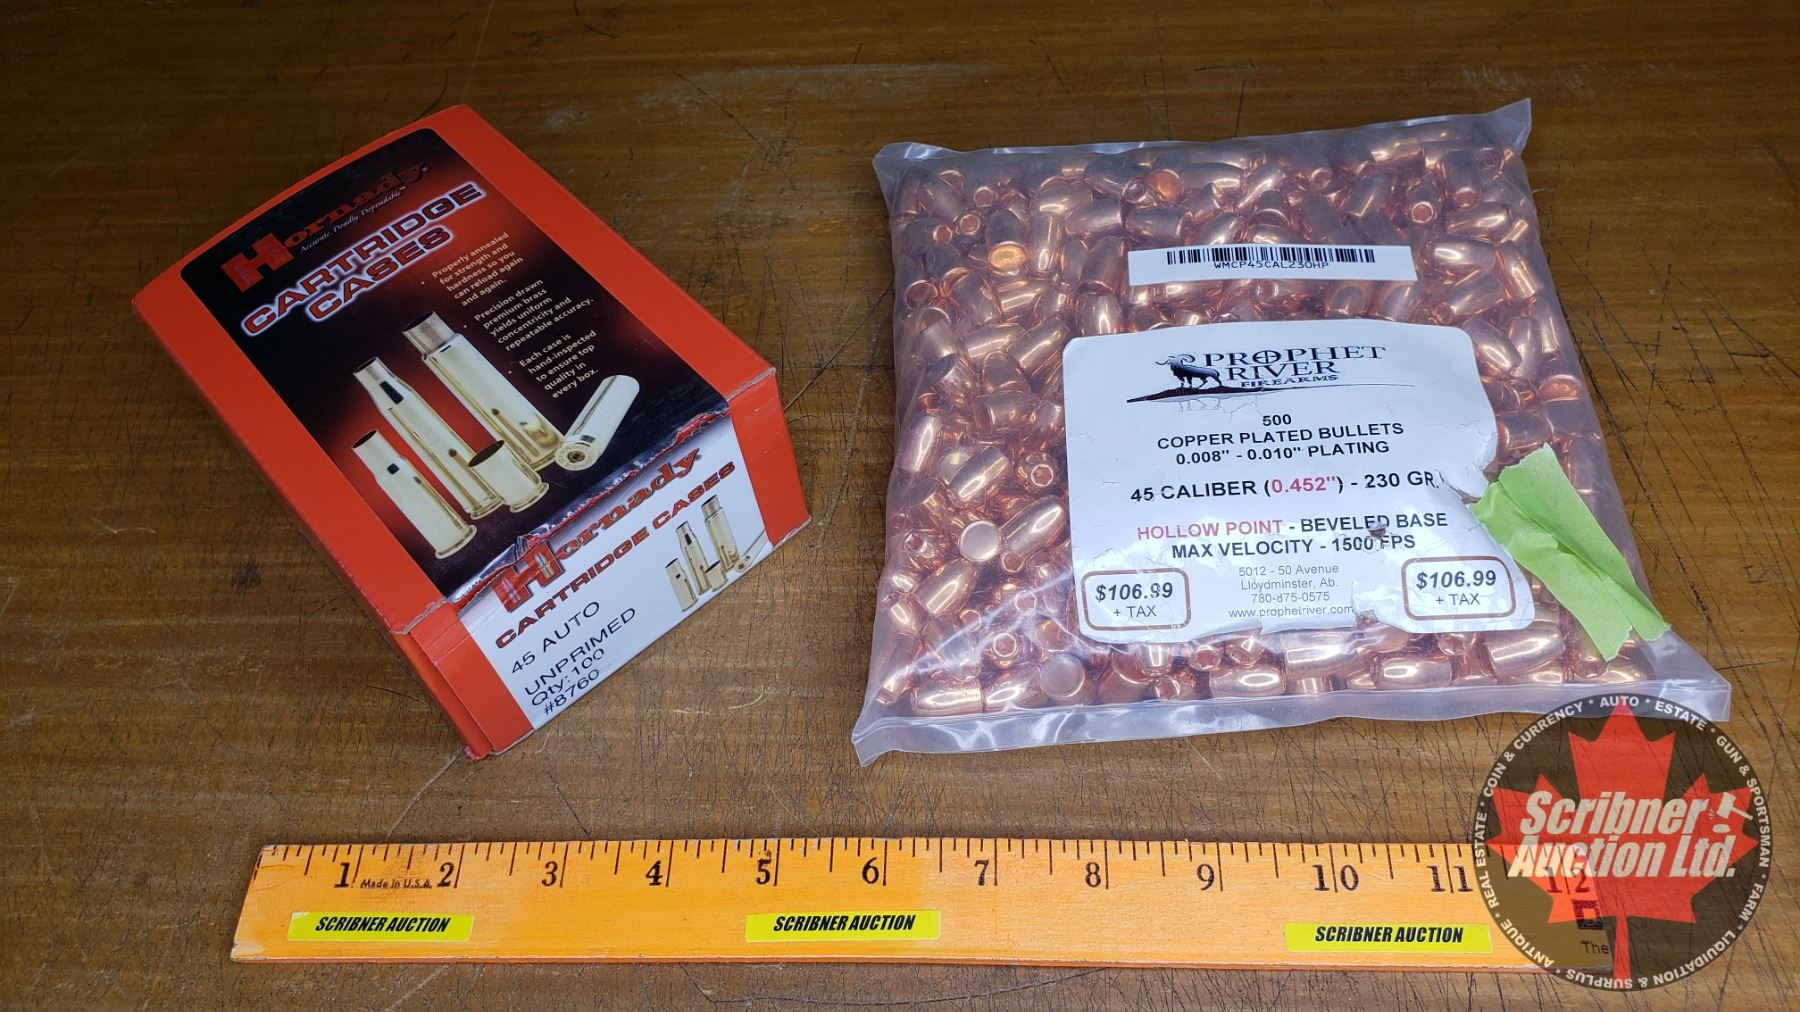 Hornady
Accurate. Deadly. Dependable.™
CARTRIDGE
CASES
• Properly annealed
for strength and
hardness so you
can reload again
and again.
• Precision drawn
premium brass
yields uniform
concentricity and
repeatable accuracy.
• Each case is
hand-inspected
to ensure top
quality in
every box.
Hornady
CARTRIDGE CASES
45 AUTO
UNPRIMED
Qty: 100
#8760
WMCP45CAL230HP
PROPHET
RIVER
FIREARMS
500
COPPER PLATED BULLETS
0.008" - 0.010" PLATING
45 CALIBER (0.452") - 230 GR.
HOLLOW POINT - BEVELED BASE
MAX VELOCITY - 1500 FPS
5012 - 50 Avenue
Lloydminster, Ab.
780-875-0575
www.prophetriver.com
$106.99
+ TAX
$106.99
+ TAX
1 2 3 4 5 6 7 8 9 10 11 12
Made in U.S.A.
SCRIBNER AUCTION
SCRIBNER AUCTION
SCRIBNER AUCTION
The
Scribner
Auction Ltd.
* COIN & CURRENCY * AUTO * ESTATE * GUN & SPORTSMAN * FARM * LIQUIDATION & SURPLUS * ANTIQUE * REAL ESTATE